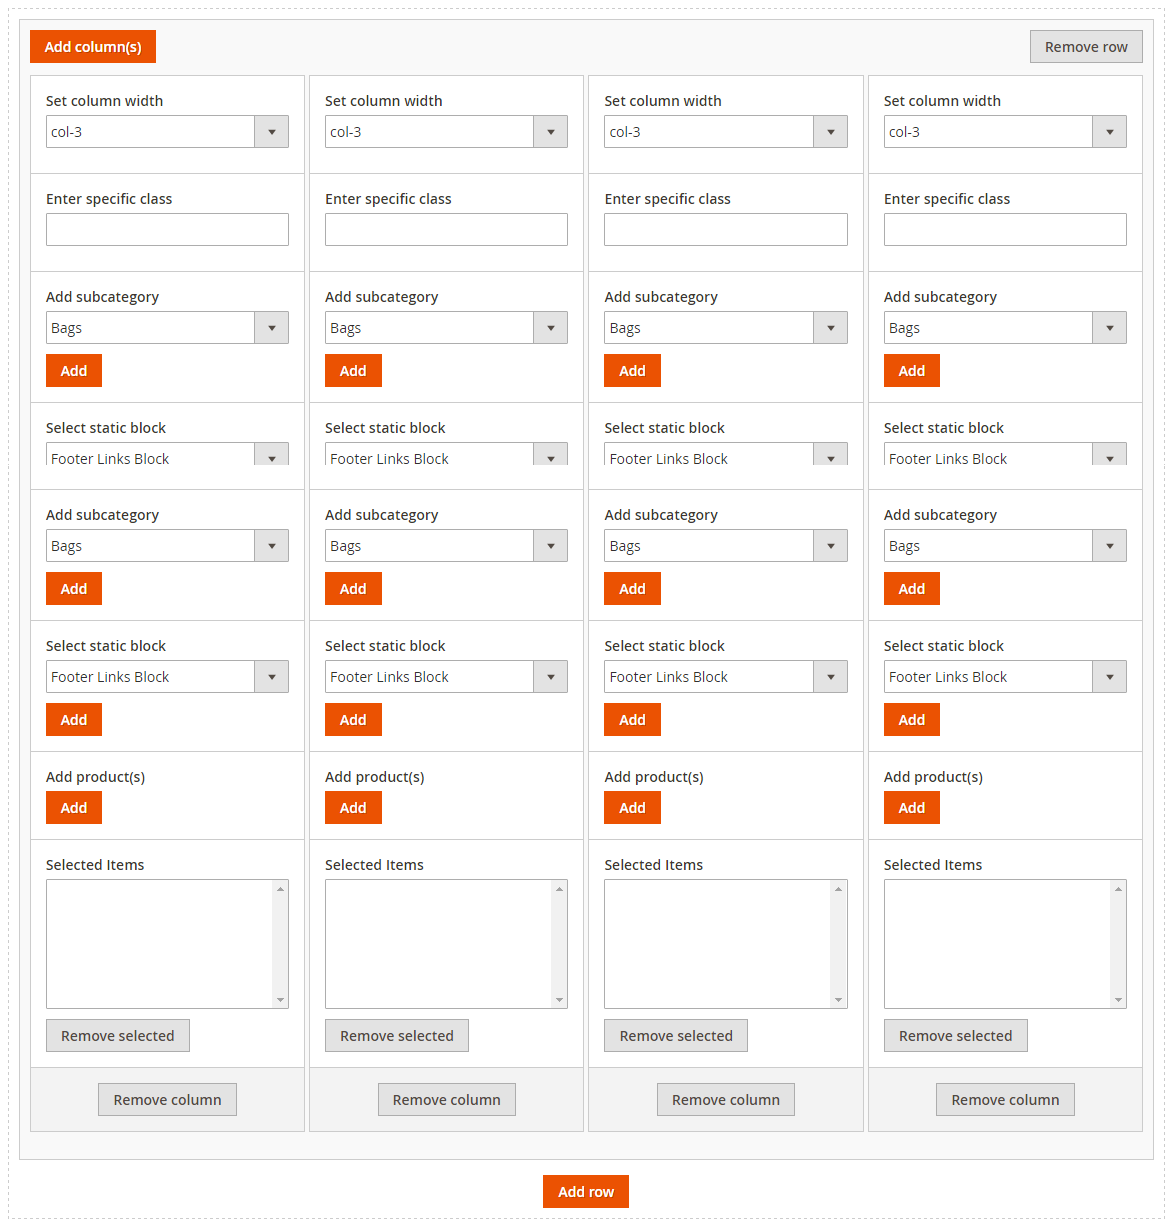 Add column(s) Remove row
Set column width Set column width Set column width Set column width
col-3 col-3 col-3 col-3
Enter specific class Enter specific class Enter specific class Enter specific class
Add subcategory Add subcategory Add subcategory Add subcategory
Bags Bags Bags Bags
Add Add Add Add
Select static block Select static block Select static block Select static block
Footer Links Block Footer Links Block Footer Links Block Footer Links Block
Add subcategory Add subcategory Add subcategory Add subcategory
Bags Bags Bags Bags
Add Add Add Add
Select static block Select static block Select static block Select static block
Footer Links Block Footer Links Block Footer Links Block Footer Links Block
Add Add Add Add
Add product(s) Add product(s) Add product(s) Add product(s)
Add Add Add Add
Selected Items Selected Items Selected Items Selected Items
Remove selected Remove selected Remove selected Remove selected
Remove column Remove column Remove column Remove column
Add row